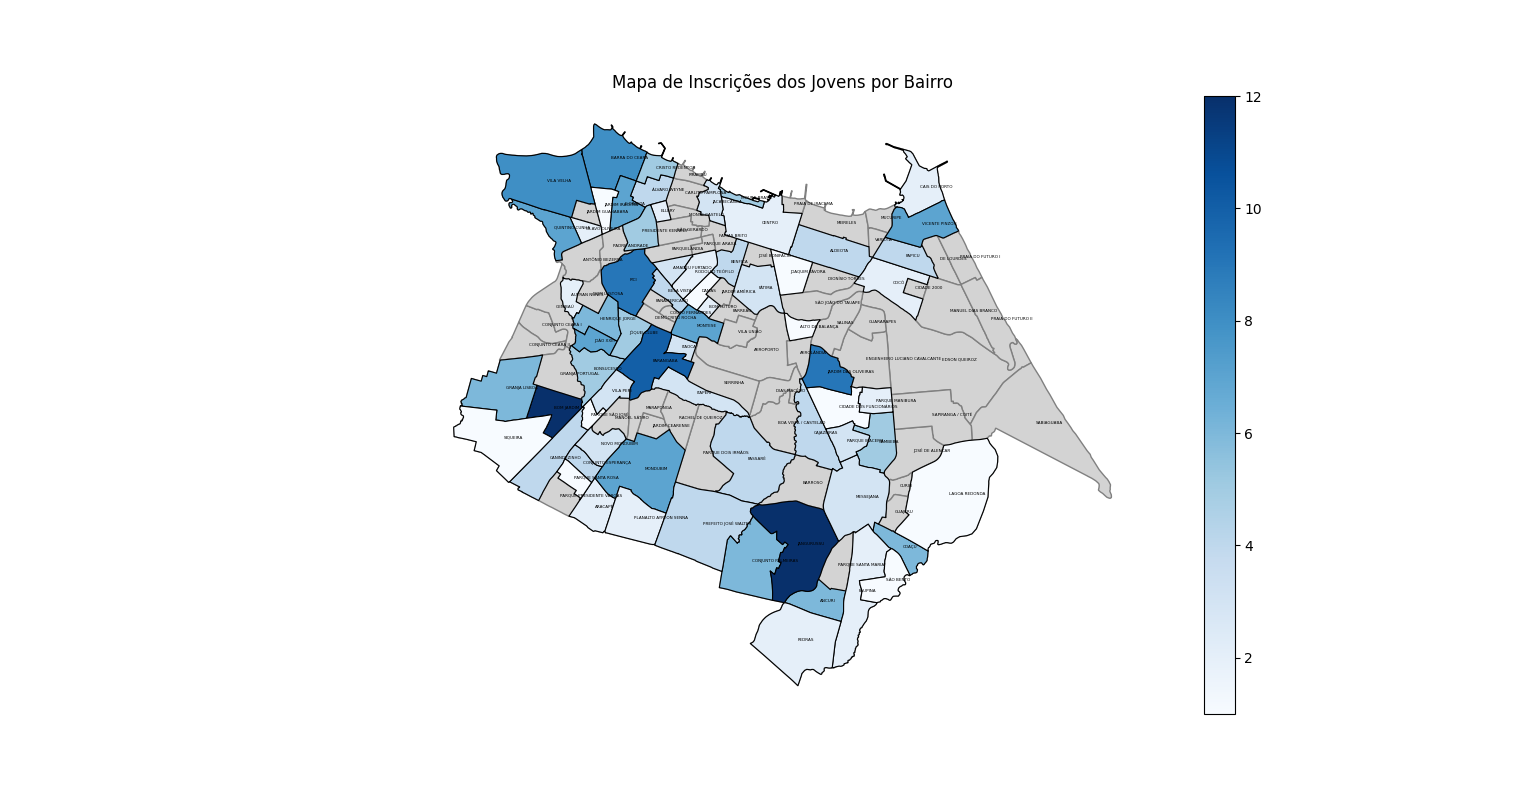 Mapa de Inscrições dos Jovens por Bairro
12
10
8
6
4
2
BARRA DO CEARÁ
VILA VELHA
CRISTO REDENTOR
PIRAMBU
CARLITO PAMPLONA
ÁLVARO WEYNE
JACARECANGA
CAIS DO PORTO
JARDIM GUANABARA
ELLERY
MONTE CASTELO
CENTRO
PRAIA DE IRACEMA
MEIRELES
MUCURIPE
VICENTE PINZON
QUINTINO CUNHA
OLAVO OLIVEIRA
PRESIDENTE KENNEDY
SÃO GERARDO
FARIAS BRITO
VARJOTA
PADRE ANDRADE
PARQUELÂNDIA
PARQUE ARAXÁ
JOSÉ BONIFÁCIO
ALDEOTA
PAPICU
DE LOURDES
PRAIA DO FUTURO I
ANTÔNIO BEZERRA
AMADEU FURTADO
RODOLFO TEÓFILO
BENFICA
JOAQUIM TÁVORA
DIONÍSIO TORRES
COCÓ
CIDADE 2000
PICI
BELA VISTA
DAMAS
JARDIM AMÉRICA
FÁTIMA
AUTRAN NUNES
DOM LUSTOSA
PANAMERICANO
BOM FUTURO
SÃO JOÃO DO TAUAPE
GENIBAÚ
COUTO FERNANDES
PARREÃO
MANUEL DIAS BRANCO
PRAIA DO FUTURO II
HENRIQUE JORGE
DEMÓCRITO ROCHA
SALINAS
GUARARAPES
CONJUNTO CEARÁ I
MONTESE
ALTO DA BALANÇA
JÓQUEI CLUBE
VILA UNIÃO
CONJUNTO CEARÁ II
JOÃO XXIII
ITAOCA
AEROPORTO
AEROLÂNDIA
PARANGABA
ENGENHEIRO LUCIANO CAVALCANTE
EDSON QUEIROZ
BONSUCESSO
GRANJA PORTUGAL
JARDIM DAS OLIVEIRAS
SERRINHA
GRANJA LISBOA
VILA PERI
ITAPERI
DIAS MACEDO
PARQUE MANIBURA
BOM JARDIM
MARAPONGA
CIDADE DOS FUNCIONÁRIOS
PARQUE SÃO JOSÉ
MANOEL SÁTIRO
RACHEL DE QUEIROZ
SAPIRANGA / COITÉ
JARDIM CEARENSE
BOA VISTA / CASTELÃO
SABIAGUABA
CAJAZEIRAS
SIQUEIRA
NOVO MONDUBIM
PARQUE IRACEMA
CAMBEBA
PARQUE DOIS IRMÃOS
JOSÉ DE ALENCAR
CANINDEZINHO
CONJUNTO ESPERANÇA
PASSARÉ
MONDUBIM
PARQUE SANTA ROSA
BARROSO
CURIÓ
PARQUE PRESIDENTE VARGAS
MESSEJANA
LAGOA REDONDA
ARACAPÉ
GUAJERU
PLANALTO AYRTON SENNA
PREFEITO JOSÉ WALTER
JANGURUSSU
COAÇU
CONJUNTO PALMEIRAS
PARQUE SANTA MARIA
SÃO BENTO
PAUPINA
ANCURI
PEDRAS